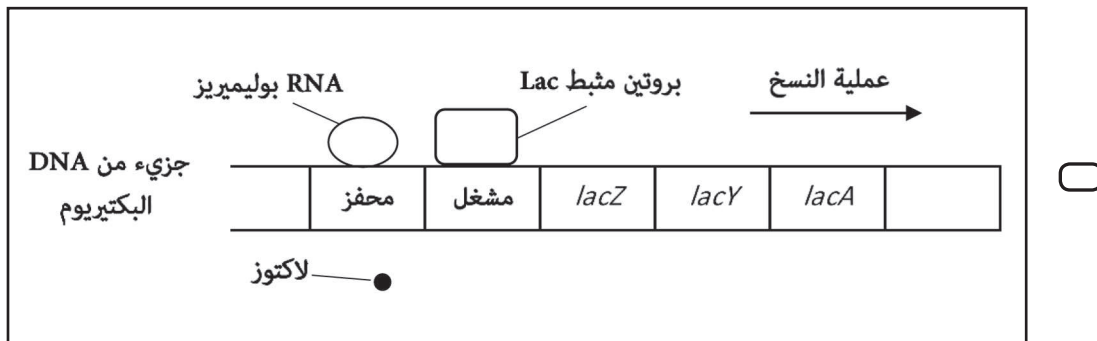 عملية النسخ
بروتين مثبط Lac
RNA بوليميريز
جزيء من DNA
البكتيريوم
محفز
مشغل
lacZ
lacY
lacA
لاكتوز